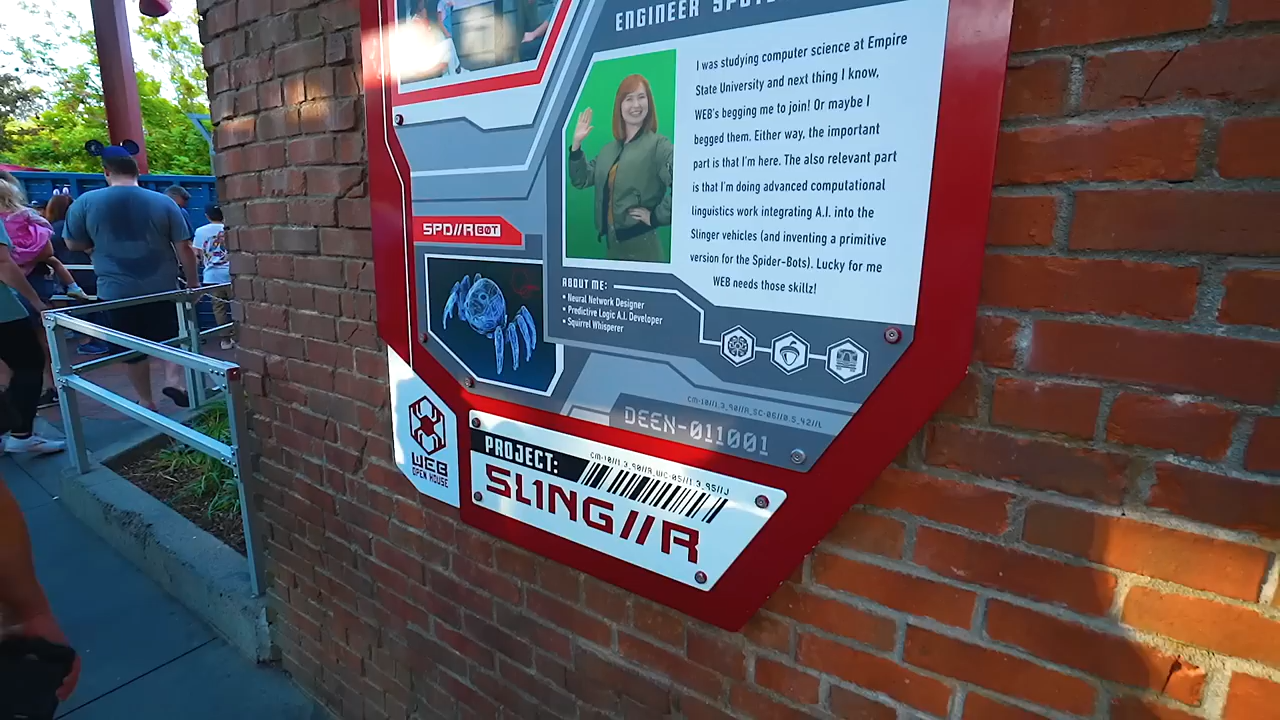 ENGINEER
I was studying computer science at Empire
State University and next thing I know,
WEB's begging me to join! Or maybe I
begged them. Either way, the important
part is that I'm here. The also relevant part
is that I'm doing advanced computational
linguistics work integrating A.I. into the
Slinger vehicles (and inventing a primitive
version for the Spider-Bots). Lucky for me
WEB needs those skillz!
SPD//R BOT
ABOUT ME:
• Neural Network Designer
• Predictive Logic A.I. Developer
• Squirrel Whisperer
DEEN-011001
WEB
OPEN HOUSE
PROJECT:
SL1NG//R